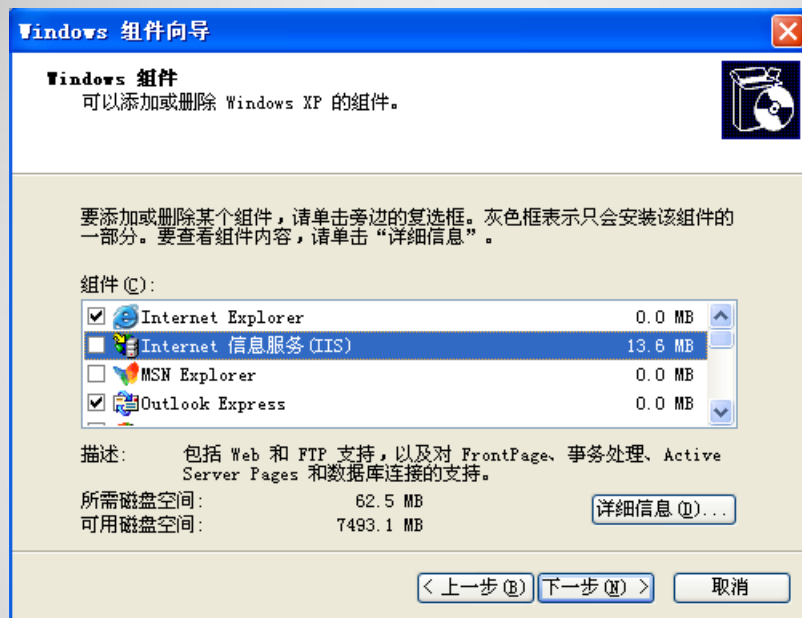 Windows 组件向导
Windows 组件
可以添加或删除 Windows XP 的组件。
要添加或删除某个组件，请单击旁边的复选框。灰色框表示只会安装该组件的
一部分。要查看组件内容，请单击“详细信息”。
组件(C):
Internet Explorer 0.0 MB
Internet 信息服务(IIS) 13.6 MB
MSN Explorer 0.0 MB
Outlook Express 0.0 MB
描述: 包括 Web 和 FTP 支持，以及对 FrontPage、事务处理、Active
Server Pages 和数据库连接的支持。
所需磁盘空间: 62.5 MB
可用磁盘空间: 7493.1 MB
详细信息(D)...
< 上一步(B) 下一步(N) > 取消